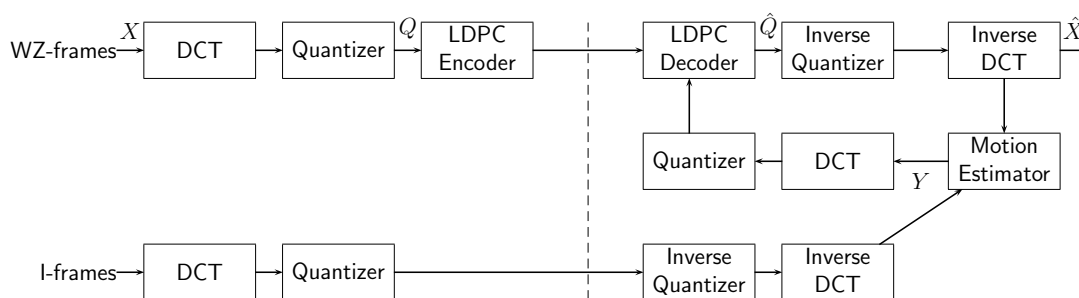 WZ-frames
X
DCT
Quantizer
Q
LDPC
Encoder
LDPC
Decoder
Q̂
Inverse
Quantizer
Inverse
DCT
X̂
Quantizer
DCT
Y
Motion
Estimator
I-frames
DCT
Quantizer
Inverse
Quantizer
Inverse
DCT